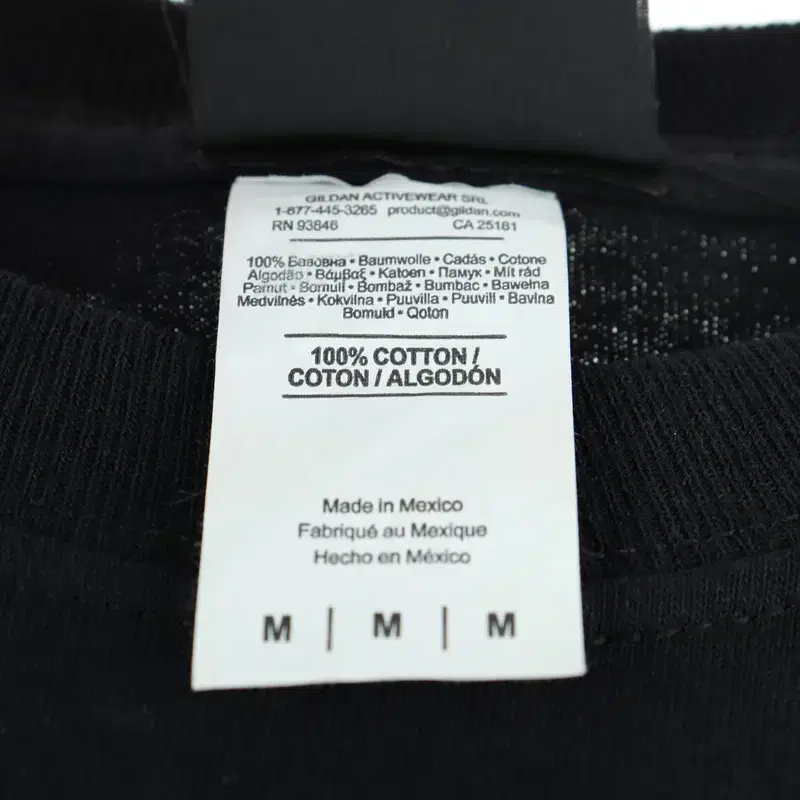 GILDAN ACTIVEWEAR SRL
1-877-445-3265 product@gildan.com
RN 93846 CA 25181
100% Бавовна • Baumwolle • Cadás • Cotone
Algodão • Βάμβαξ • Katoen • Памук • Mít rád
Pamut • Bomull • Bombaž • Bumbac • Bawełna
Medvilnės • Kokvilna • Puuvilla • Puuvill • Bavlna
Bomuld • Qoton
100% COTTON /
COTON / ALGODÓN
Made in Mexico
Fabriqué au Mexique
Hecho en México
M | M | M